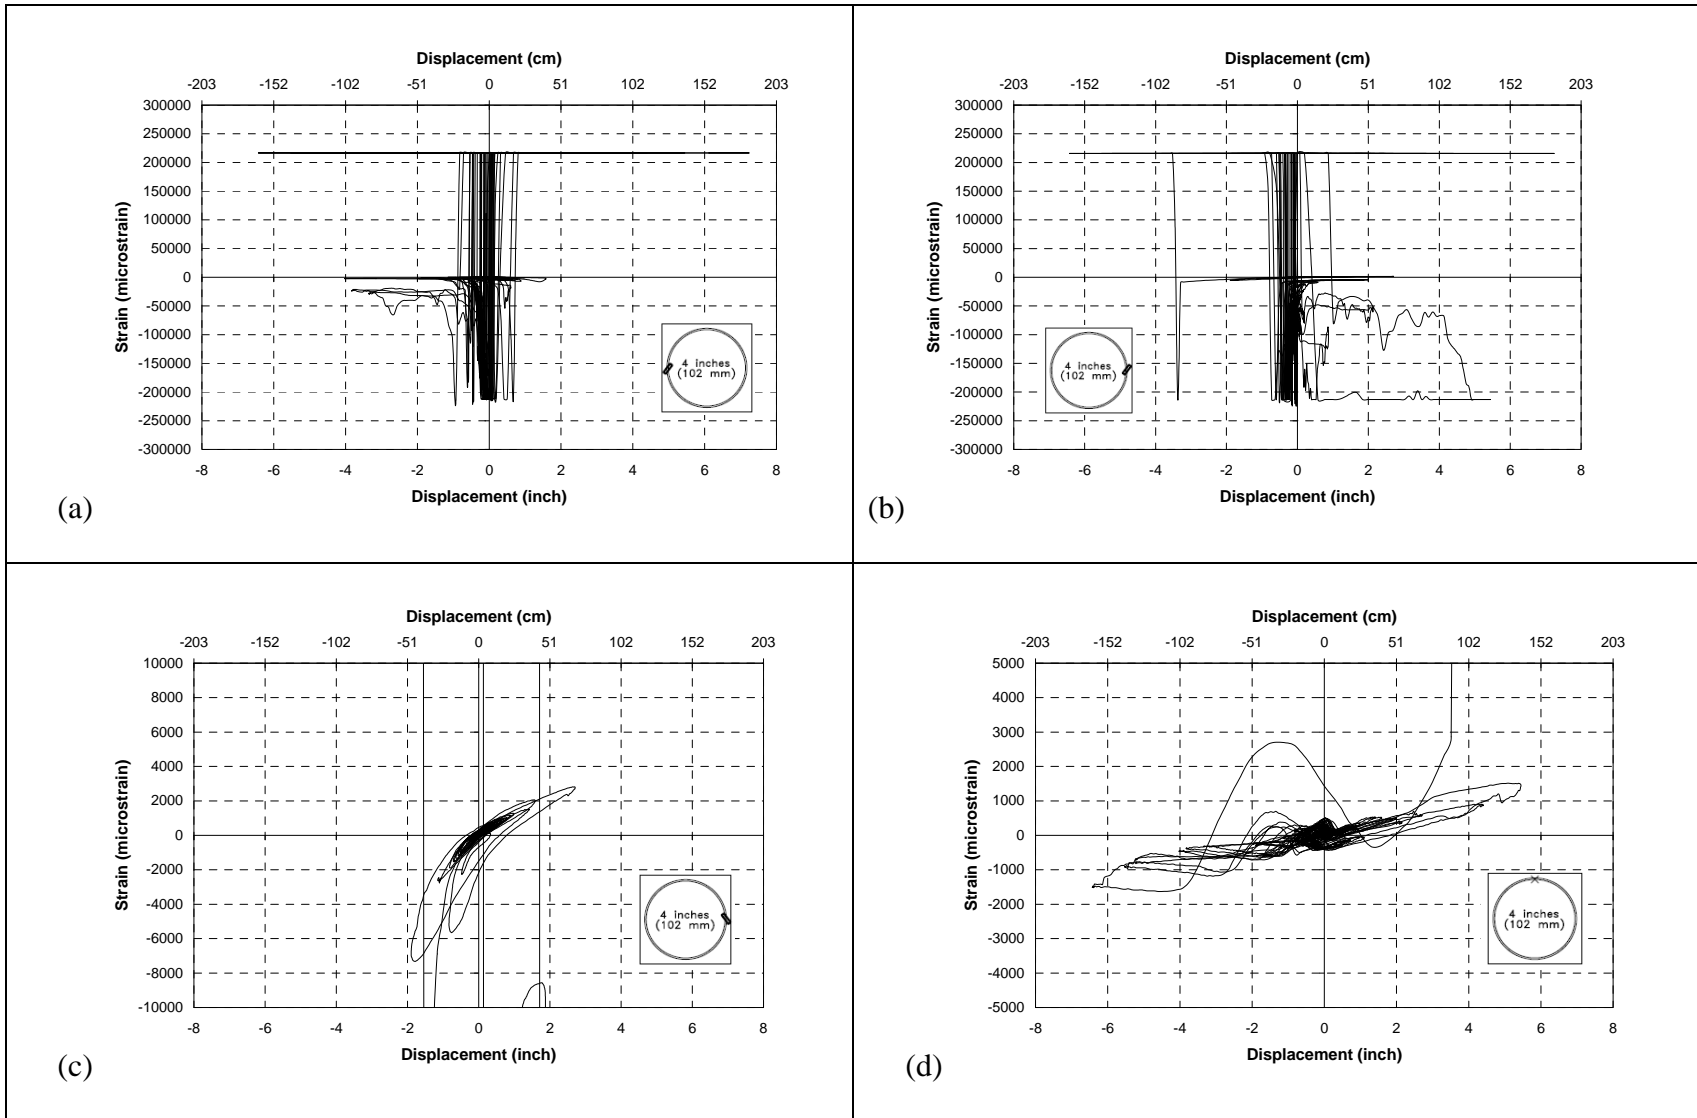 Displacement (cm)
-203 -152 -102 -51 0 51 102 152 203
300000
250000
200000
150000
100000
50000
0
-50000
-100000
-150000
-200000
-250000
-300000
Strain (microstrain)
4 inches
(102 mm)
-8 -6 -4 -2 0 2 4 6 8
Displacement (inch)
(a)
Displacement (cm)
-203 -152 -102 -51 0 51 102 152 203
300000
250000
200000
150000
100000
50000
0
-50000
-100000
-150000
-200000
-250000
-300000
Strain (microstrain)
4 inches
(102 mm)
-8 -6 -4 -2 0 2 4 6 8
Displacement (inch)
(b)
Displacement (cm)
-203 -152 -102 -51 0 51 102 152 203
10000
8000
6000
4000
2000
0
-2000
-4000
-6000
-8000
-10000
Strain (microstrain)
4 inches
(102 mm)
-8 -6 -4 -2 0 2 4 6 8
Displacement (inch)
(c)
Displacement (cm)
-203 -152 -102 -51 0 51 102 152 203
5000
4000
3000
2000
1000
0
-1000
-2000
-3000
-4000
-5000
Strain (microstrain)
4 inches
(102 mm)
-8 -6 -4 -2 0 2 4 6 8
Displacement (inch)
(d)